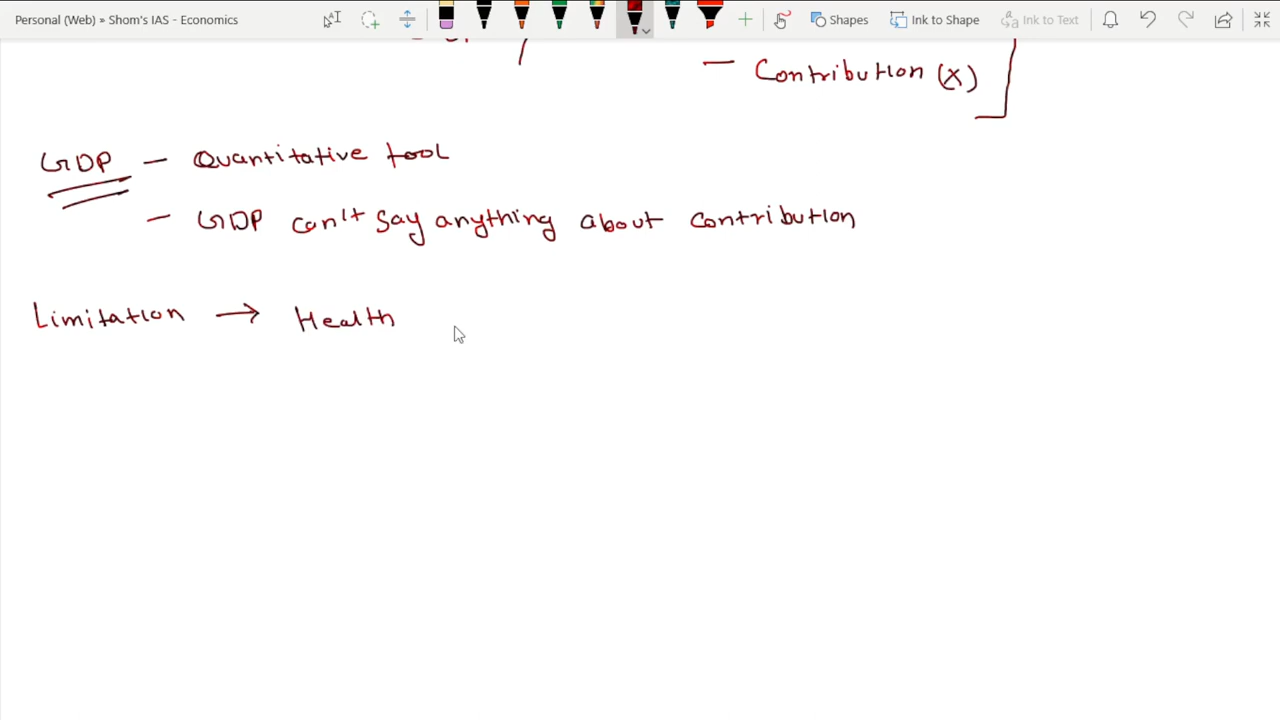 Personal (Web) » Shom's IAS - Economics
Shapes
Ink to Shape
Ink to Text
- Contribution (x)
GDP - Quantitative tool
- GDP can't say anything about contribution
Limitation → Health